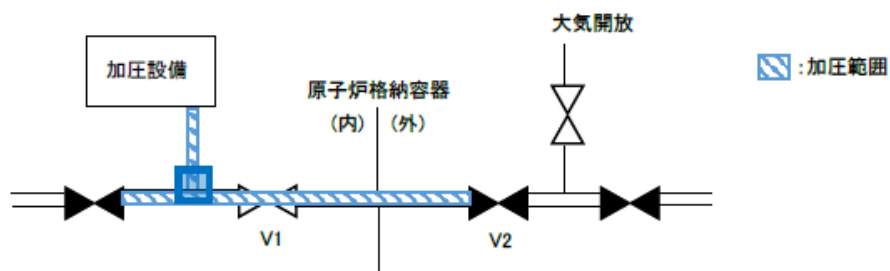 大気開放
加圧設備
:加圧範囲
原子炉格納容器
(内) (外)
V1
V2